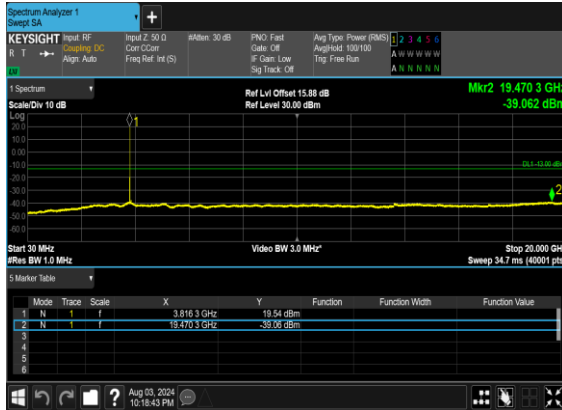 Spectrum Analyzer 1
Swept SA
+
KEYSIGHT Input: RF Input Z: 50 Ω #Atten: 30 dB PNO: Fast Avg Type: Power (RMS) 1 2 3 4 5 6
R T Coupling: DC Corr CCorr Gate: Off Avg|Hold: 100/100 A W W W W W
Align: Auto Freq Ref: Int (S) IF Gain: Low Trig: Free Run
Sig Track: Off A N N N N N
1 Spectrum Ref Lvl Offset 15.88 dB Mkr2 19.470 3 GHz
Scale/Div 10 dB Ref Level 30.00 dBm -39.062 dBm
Log
1
20.0
10.0
0.00
-10.0
DL1 -13.00 dBm
-20.0
-30.0
2
-40.0
-50.0
-60.0
Start 30 MHz Video BW 3.0 MHz* Stop 20.000 GHz
#Res BW 1.0 MHz Sweep 34.7 ms (40001 pts)
5 Marker Table
Mode Trace Scale X Y Function Function Width Function Value
1 N 1 f 3.816 3 GHz 19.54 dBm
2 N 1 f 19.470 3 GHz -39.06 dBm
3
4
5
6
? Aug 03, 2024
10:18:43 PM